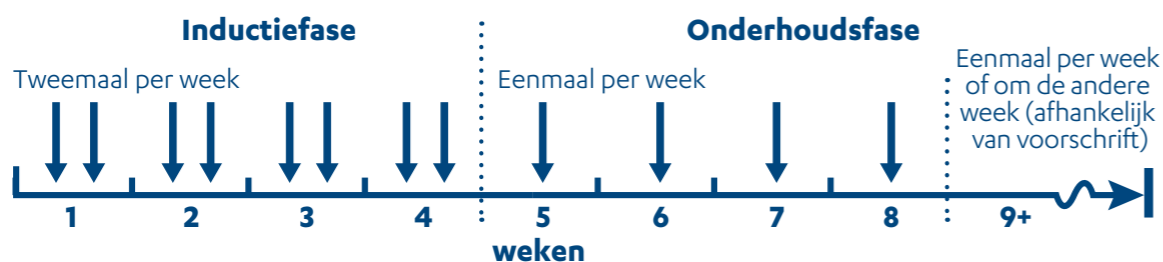 Inductiefase
Onderhoudsfase
Tweemaal per week
Eenmaal per week
Eenmaal per week
of om de andere
week (afhankelijk
van voorschrift)
1 2 3 4 5 6 7 8 9+
weken